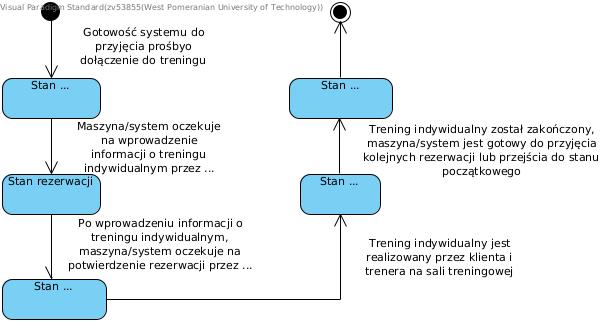 Visual Paradigm Standard(zv53855(West Pomeranian University of Technology))
Gotowość systemu do
przyjęcia prośbyo
dołączenie do treningu
Stan ...
Maszyna/system oczekuje
na wprowadzenie
informacji o treningu
indywidualnym przez ...
Stan rezerwacji
Po wprowadzeniu informacji o
treningu indywidualnym,
maszyna/system oczekuje na
potwierdzenie rezerwacji przez ...
Stan ...
Trening indywidualny jest
realizowany przez klienta i
trenera na sali treningowej
Stan ...
Trening indywidualny został zakończony,
maszyna/system jest gotowy do przyjęcia
kolejnych rezerwacji lub przejścia do stanu
początkowego
Stan ...